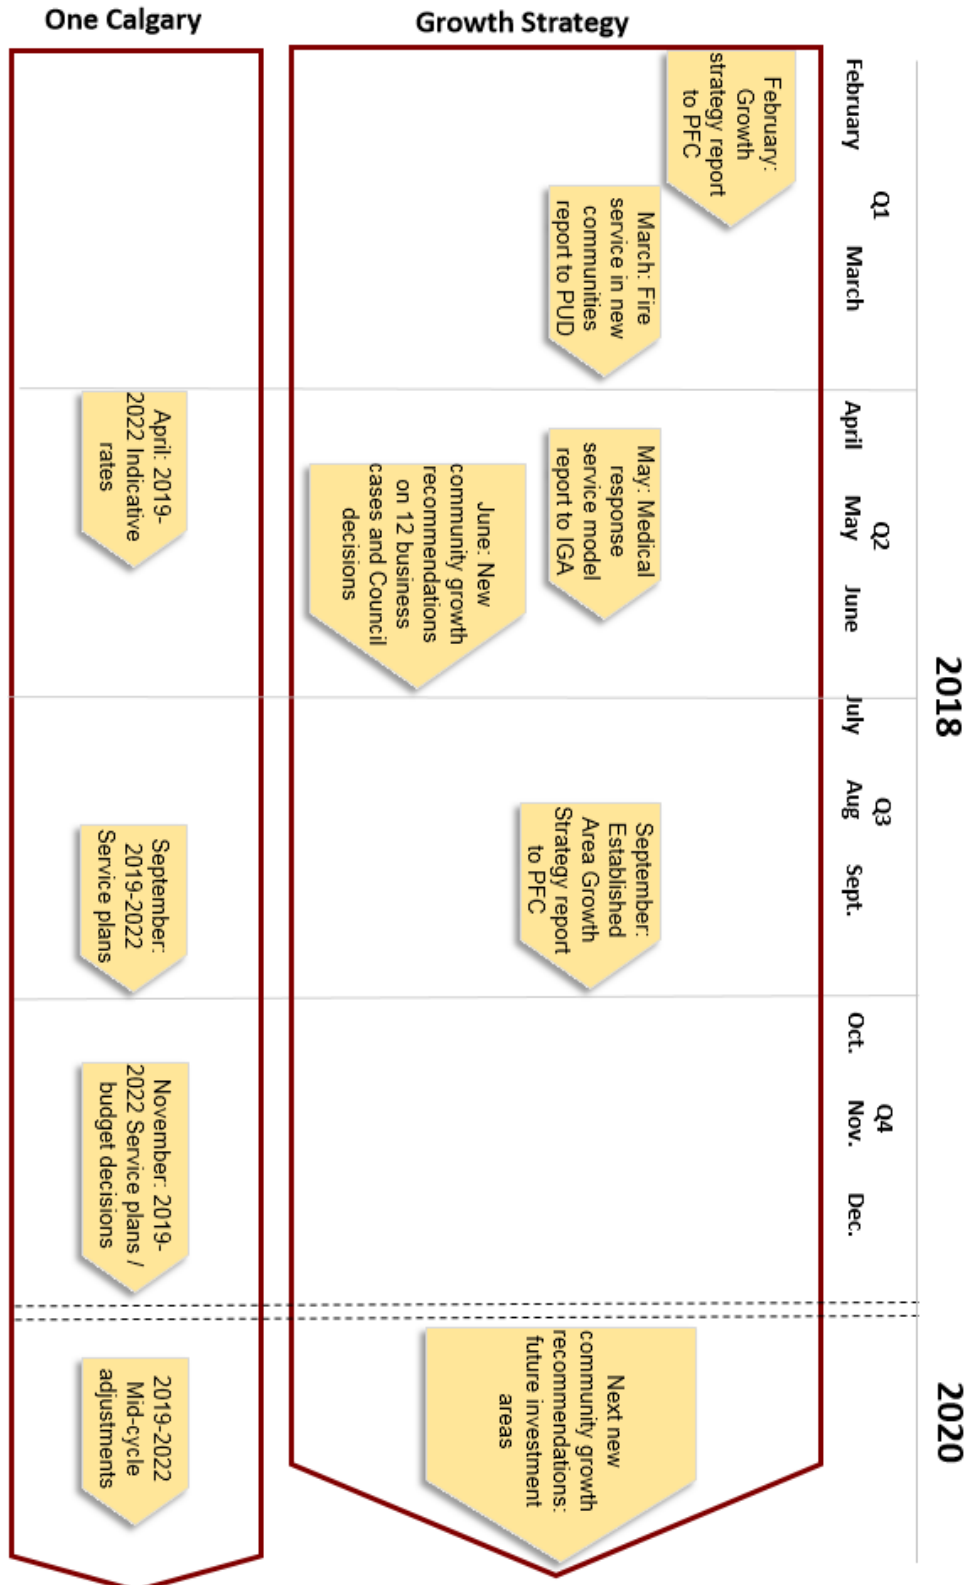 One Calgary
Growth Strategy
2018
2020
Q1
Q2
Q3
Q4
February
March
April
May
June
July
Aug
Sept.
Oct.
Nov.
Dec.
February:
Growth
strategy report
to PFC
March: Fire
service in new
communities
report to PUD
May: Medical
response
service model
report to IGA
June: New
community growth
recommendations
on 12 business
cases and Council
decisions
September:
Established
Area Growth
Strategy report
to PFC
Next new
community growth
recommendations:
future investment
areas
April: 2019-
2022 Indicative
rates
September:
2019-2022
Service plans
November: 2019-
2022 Service plans /
budget decisions
2019-2022
Mid-cycle
adjustments